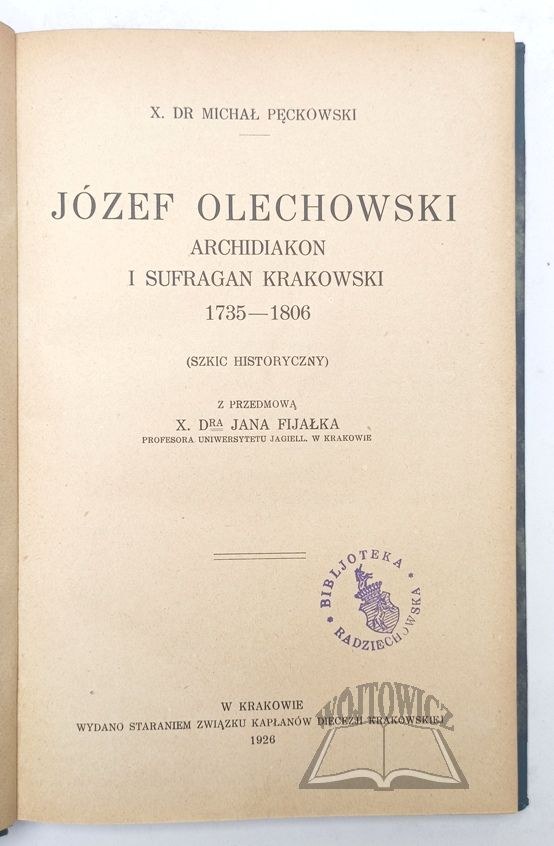 X. DR MICHAŁ PĘCKOWSKI
JÓZEF OLECHOWSKI
ARCHIDIAKON
I SUFRAGAN KRAKOWSKI
1735—1806
(SZKIC HISTORYCZNY)
Z PRZEDMOWĄ
X. DRA JANA FIJAŁKA
PROFESORA UNIWERSYTETU JAGIELL. W KRAKOWIE
* BIBLJOTEKA *
RADZIECHOWSKA
W KRAKOWIE
WYDANO STARANIEM ZWIĄZKU KAPŁANÓW DIECEZJI KRAKOWSKIEJ
1926
WÓJTOWICZ